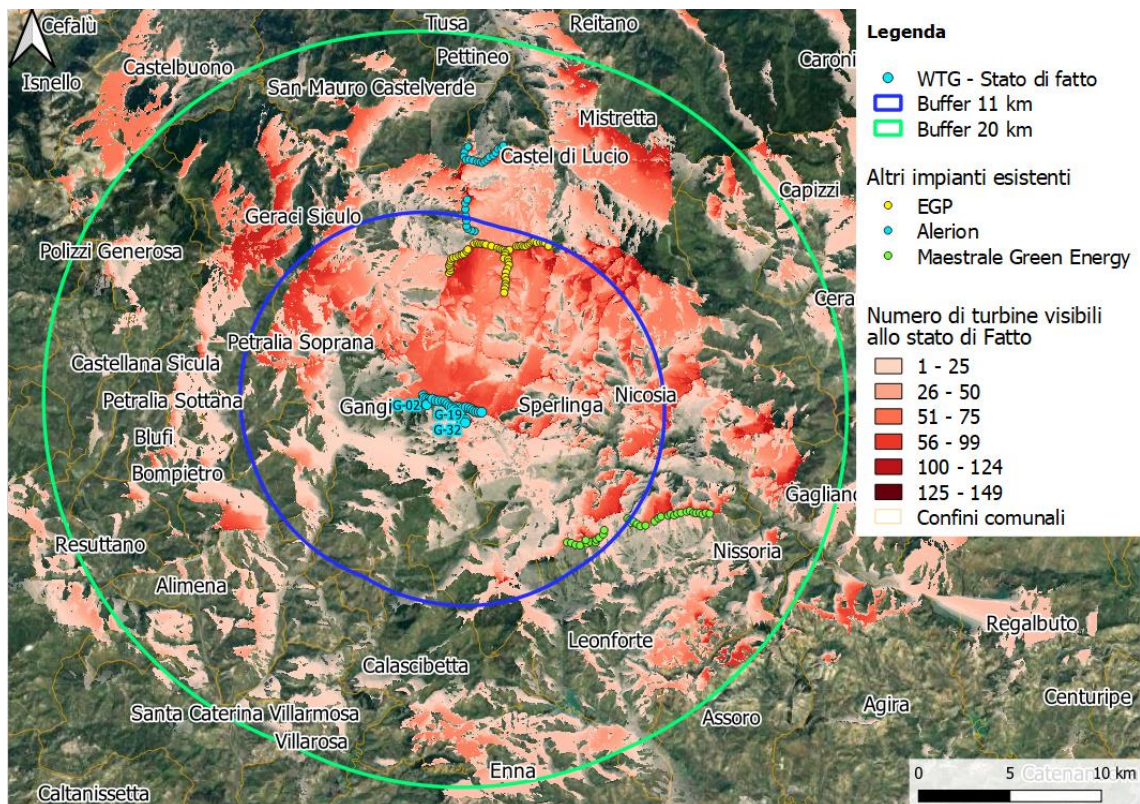 Cefalù
Tusa
Reitano
Pettineo
Caroni
Isnello
Castelbuono
San Mauro Castelverde
Mistretta
Castel di Lucio
Capizzi
Geraci Siculo
Polizzi Generosa
Cera
Petralia Soprana
Castellana Sicula
Petralia Sottana
Gangi
G-02
G-19
G-32
Sperlinga
Nicosia
Blufi
Bompietro
Gagliano
Resuttano
Nissoria
Alimena
Leonforte
Regalbuto
Calascibetta
Santa Caterina Villarmosa
Villarosa
Assoro
Agira
Centuripe
Enna
Caltanissetta
Catenan
0 5 10 km
Legenda
WTG - Stato di fatto
Buffer 11 km
Buffer 20 km
Altri impianti esistenti
EGP
Alerion
Maestrale Green Energy
Numero di turbine visibili
allo stato di Fatto
1 - 25
26 - 50
51 - 75
56 - 99
100 - 124
125 - 149
Confini comunali